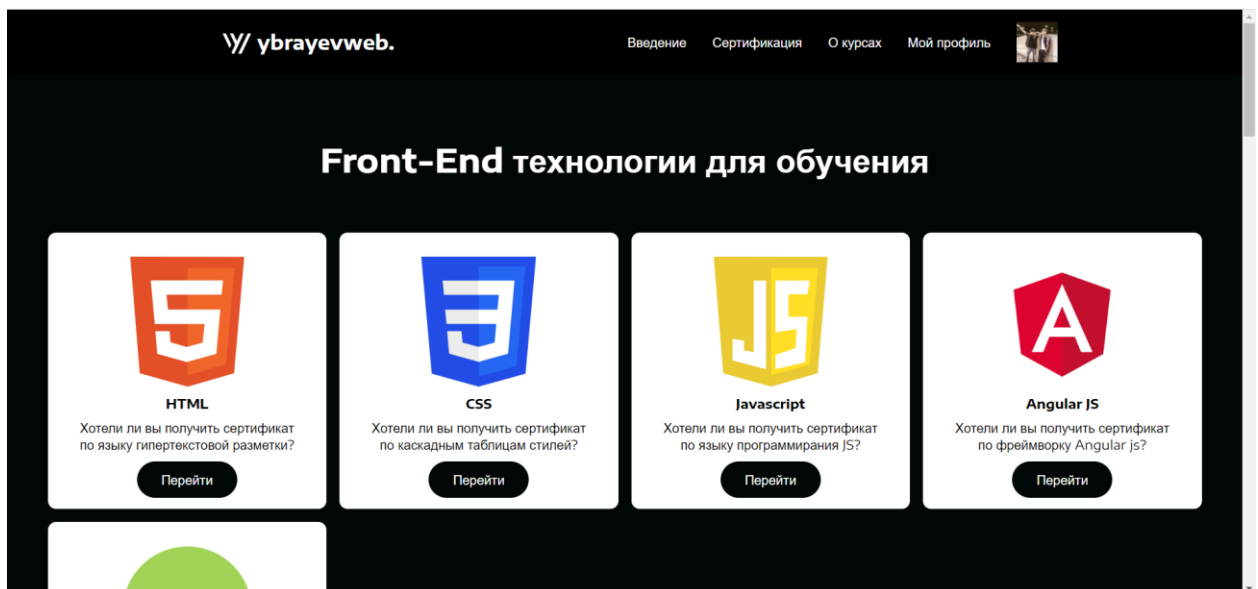 ybrayevweb.
Введение Сертификация О курсах Мой профиль
Front-End технологии для обучения
HTML
Хотели ли вы получить сертификат
по языку гипертекстовой разметки?
Перейти
CSS
Хотели ли вы получить сертификат
по каскадным таблицам стилей?
Перейти
JS
Javascript
Хотели ли вы получить сертификат
по языку программирания JS?
Перейти
A
Angular JS
Хотели ли вы получить сертификат
по фреймворку Angular js?
Перейти